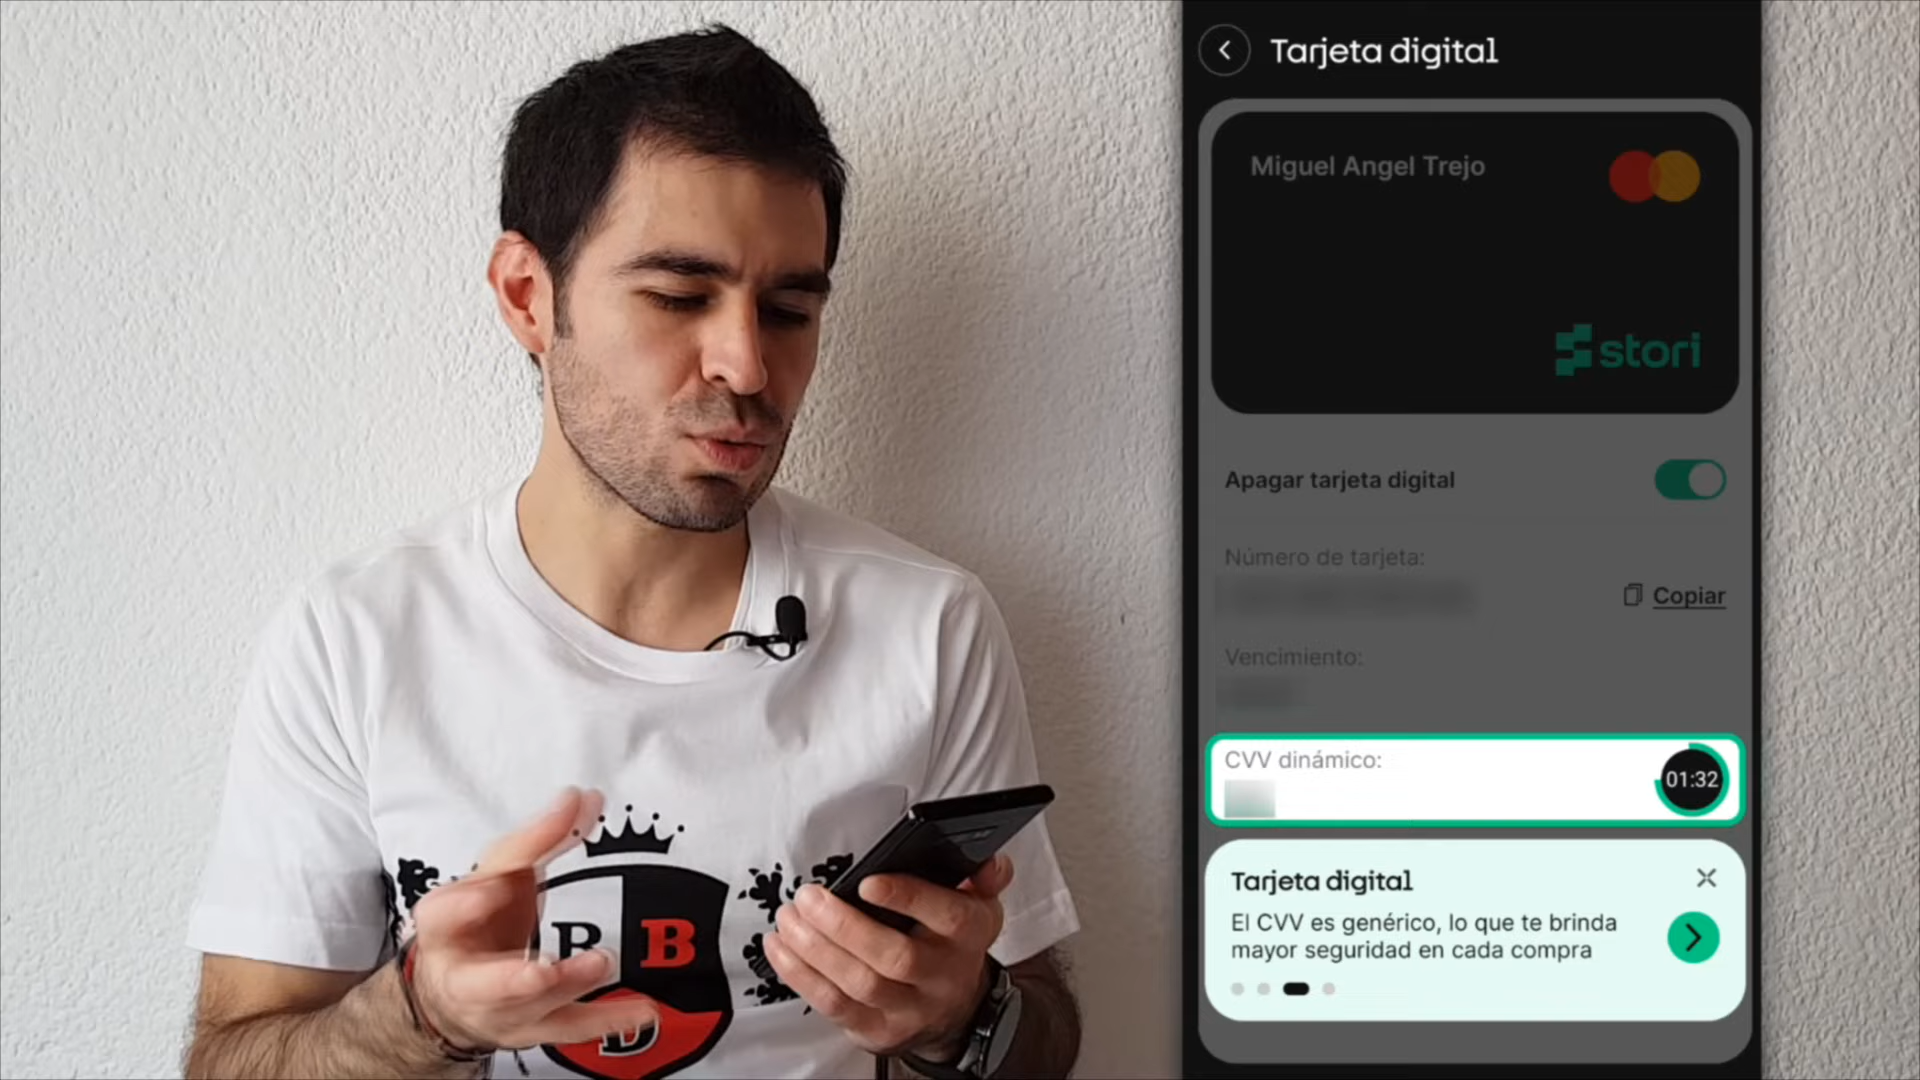 Tarjeta digital
Miguel Angel Trejo
stori
Apagar tarjeta digital
Número de tarjeta:
Copiar
Vencimiento:
CVV dinámico:
01:32
Tarjeta digital
El CVV es genérico, lo que te brinda
mayor seguridad en cada compra
R B
D